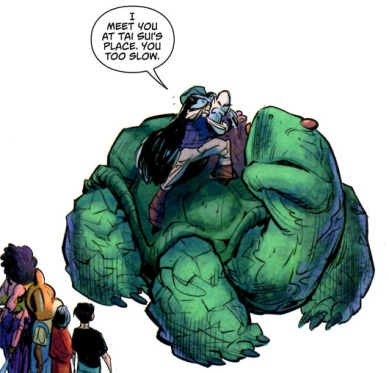 I
MEET YOU
AT TAI SUI'S
PLACE. YOU
TOO SLOW.